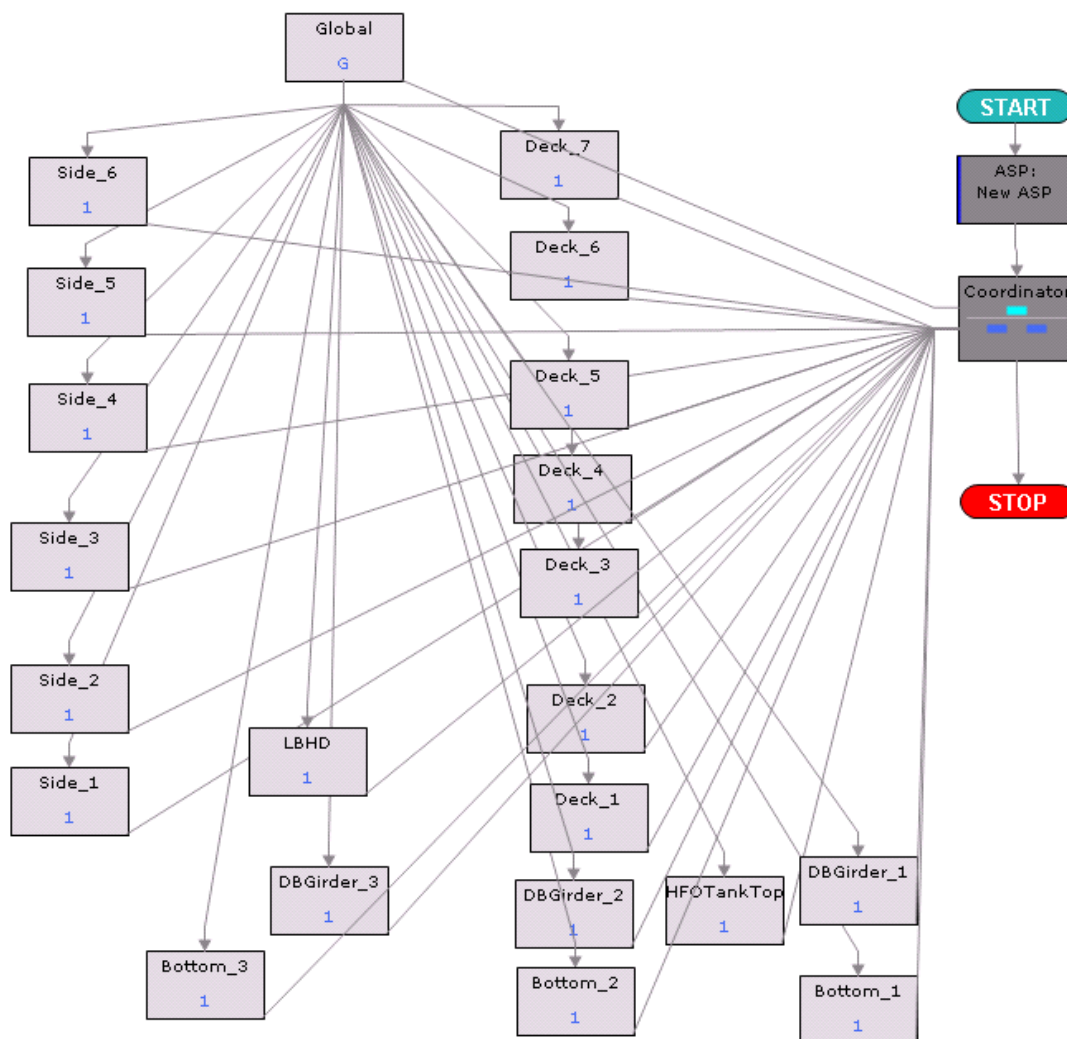 Global
G
START
Deck_7
1
Side_6
1
ASP:
New ASP
Deck_6
1
Side_5
1
Coordinator
Deck_5
1
Side_4
1
Deck_4
1
STOP
Side_3
1
Deck_3
1
Side_2
1
Deck_2
1
LBHD
1
Side_1
1
Deck_1
1
DBGirder_3
1
DBGirder_2
1
HFOTankTop
1
DBGirder_1
1
Bottom_3
1
Bottom_2
1
Bottom_1
1